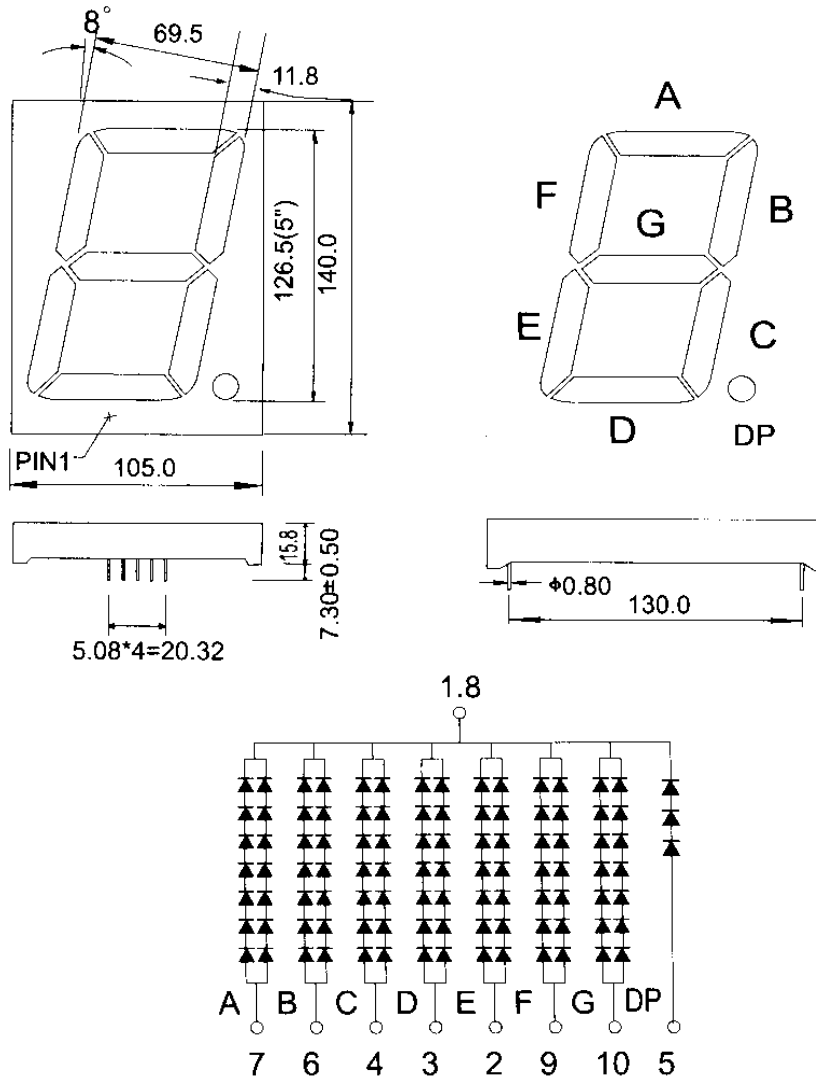 8°
69.5
11.8
126.5(5")
140.0
PIN1
105.0
A
F
B
G
E
C
D
DP
15.8
7.30±0.50
5.08*4=20.32
ϕ0.80
130.0
1.8
A B C D E F G DP
7 6 4 3 2 9 10 5